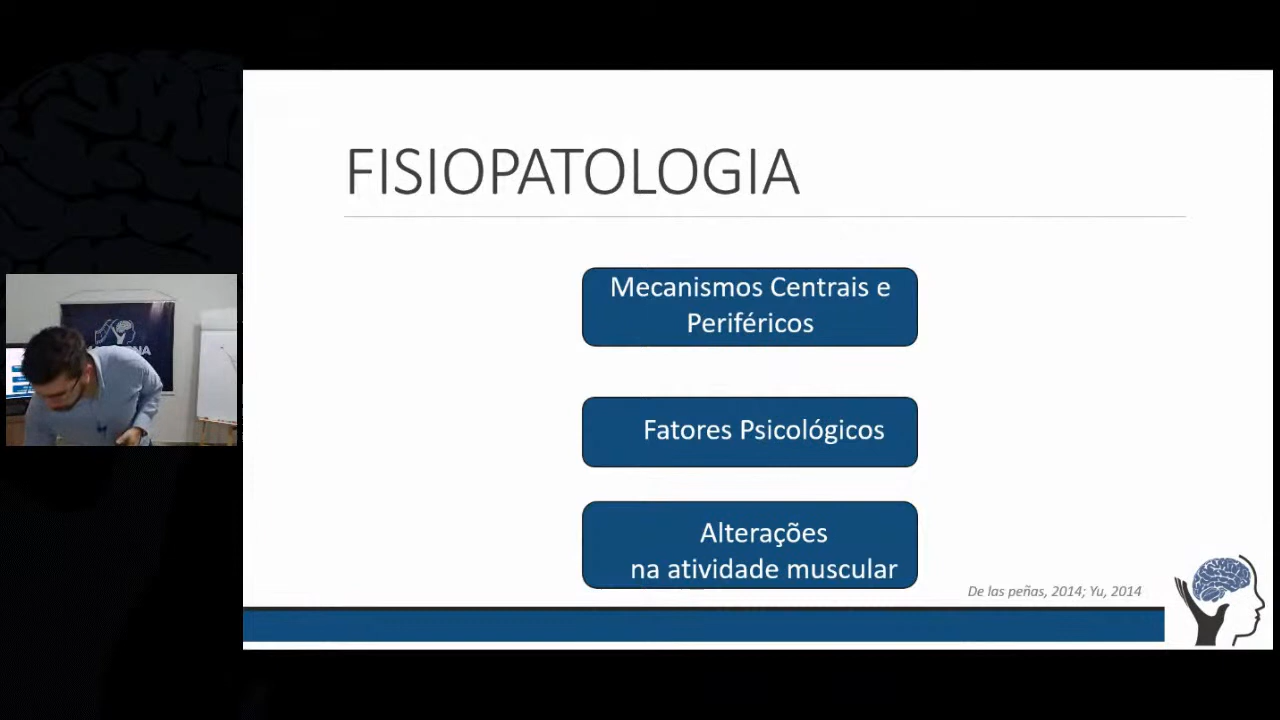 FISIOPATOLOGIA
Mecanismos Centrais e
Periféricos
Fatores Psicológicos
Alterações
na atividade muscular
De las peñas, 2014; Yu, 2014